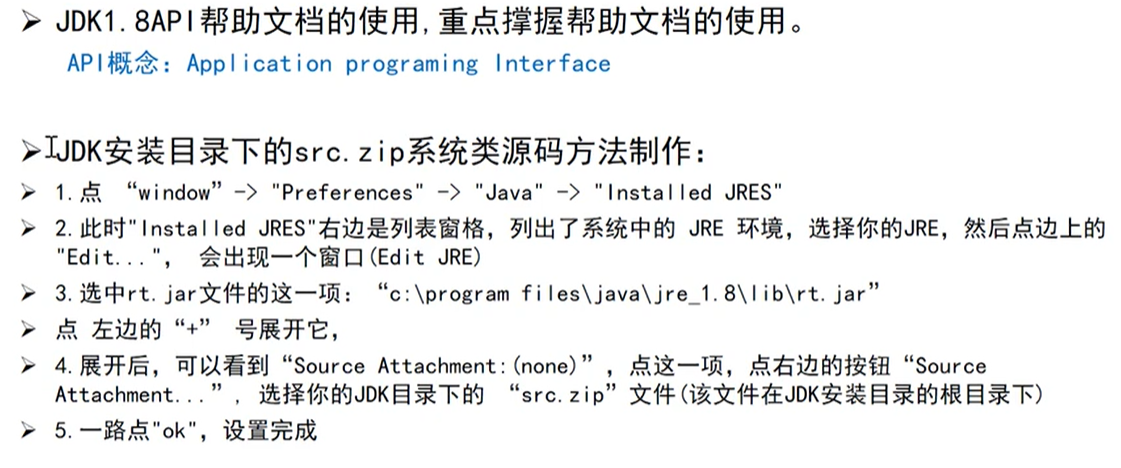 ➢ JDK1.8API帮助文档的使用,重点撑握帮助文档的使用。
API概念: Application programing Interface
➢ JDK安装目录下的src.zip系统类源码方法制作:
➢ 1.点 “window”-> "Preferences" -> "Java" -> "Installed JRES"
➢ 2.此时"Installed JRES"右边是列表窗格，列出了系统中的 JRE 环境，选择你的JRE，然后点边上的
"Edit..."， 会出现一个窗口(Edit JRE)
➢ 3.选中rt.jar文件的这一项：“c:\program files\java\jre_1.8\lib\rt.jar”
➢ 点 左边的“+” 号展开它，
➢ 4.展开后，可以看到“Source Attachment:(none)”，点这一项，点右边的按钮“Source
Attachment...”, 选择你的JDK目录下的 “src.zip”文件(该文件在JDK安装目录的根目录下)
➢ 5.一路点"ok"，设置完成